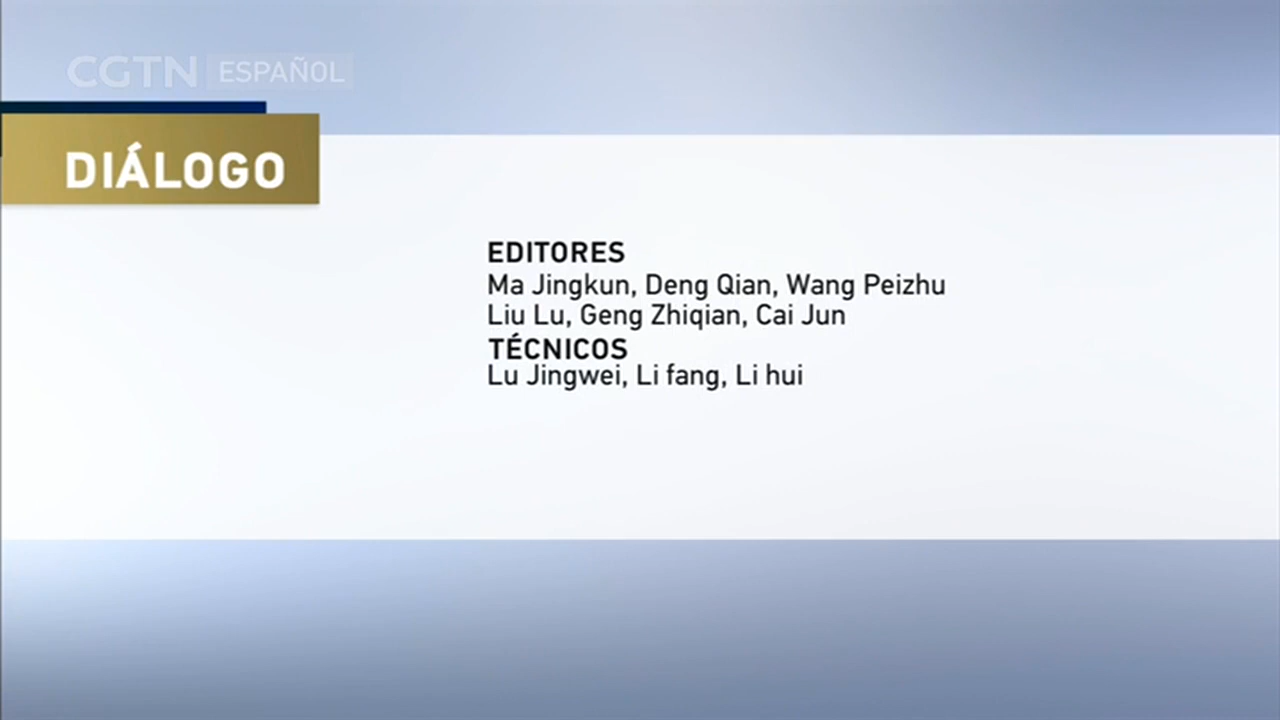 CGTN ESPAÑOL
DIÁLOGO
EDITORES
Ma Jingkun, Deng Qian, Wang Peizhu
Liu Lu, Geng Zhiqian, Cai Jun
TÉCNICOS
Lu Jingwei, Li fang, Li hui